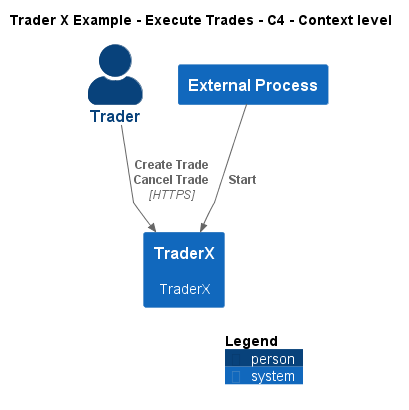 Trader X Example - Execute Trades - C4 - Context level
Trader
External Process
Create Trade
Cancel Trade
[HTTPS]
Start
TraderX
TraderX
Legend
person
system